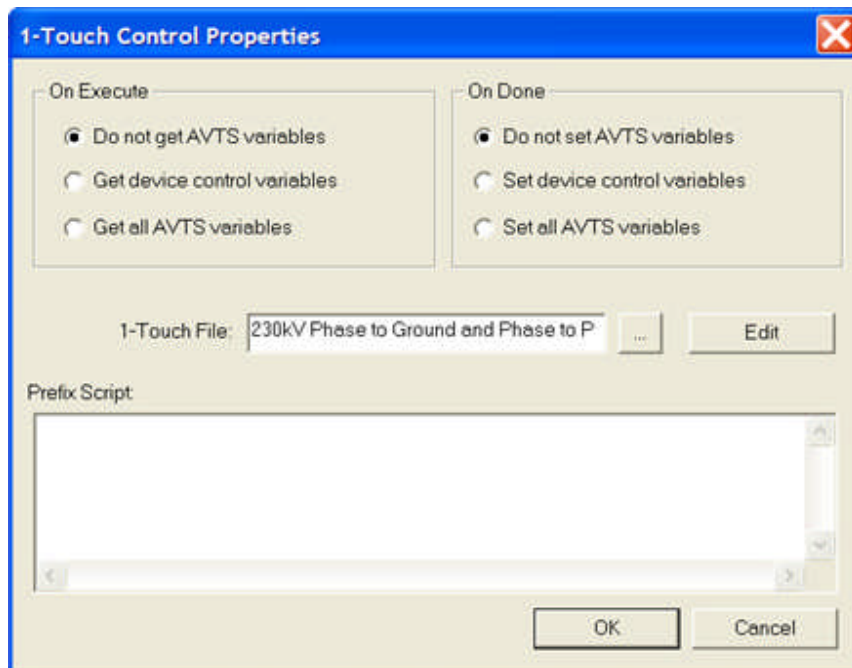 1-Touch Control Properties
On Execute
Do not get AVTS variables
Get device control variables
Get all AVTS variables
On Done
Do not set AVTS variables
Set device control variables
Set all AVTS variables
1-Touch File: 230kV Phase to Ground and Phase to P ... Edit
Prefix Script:
OK Cancel